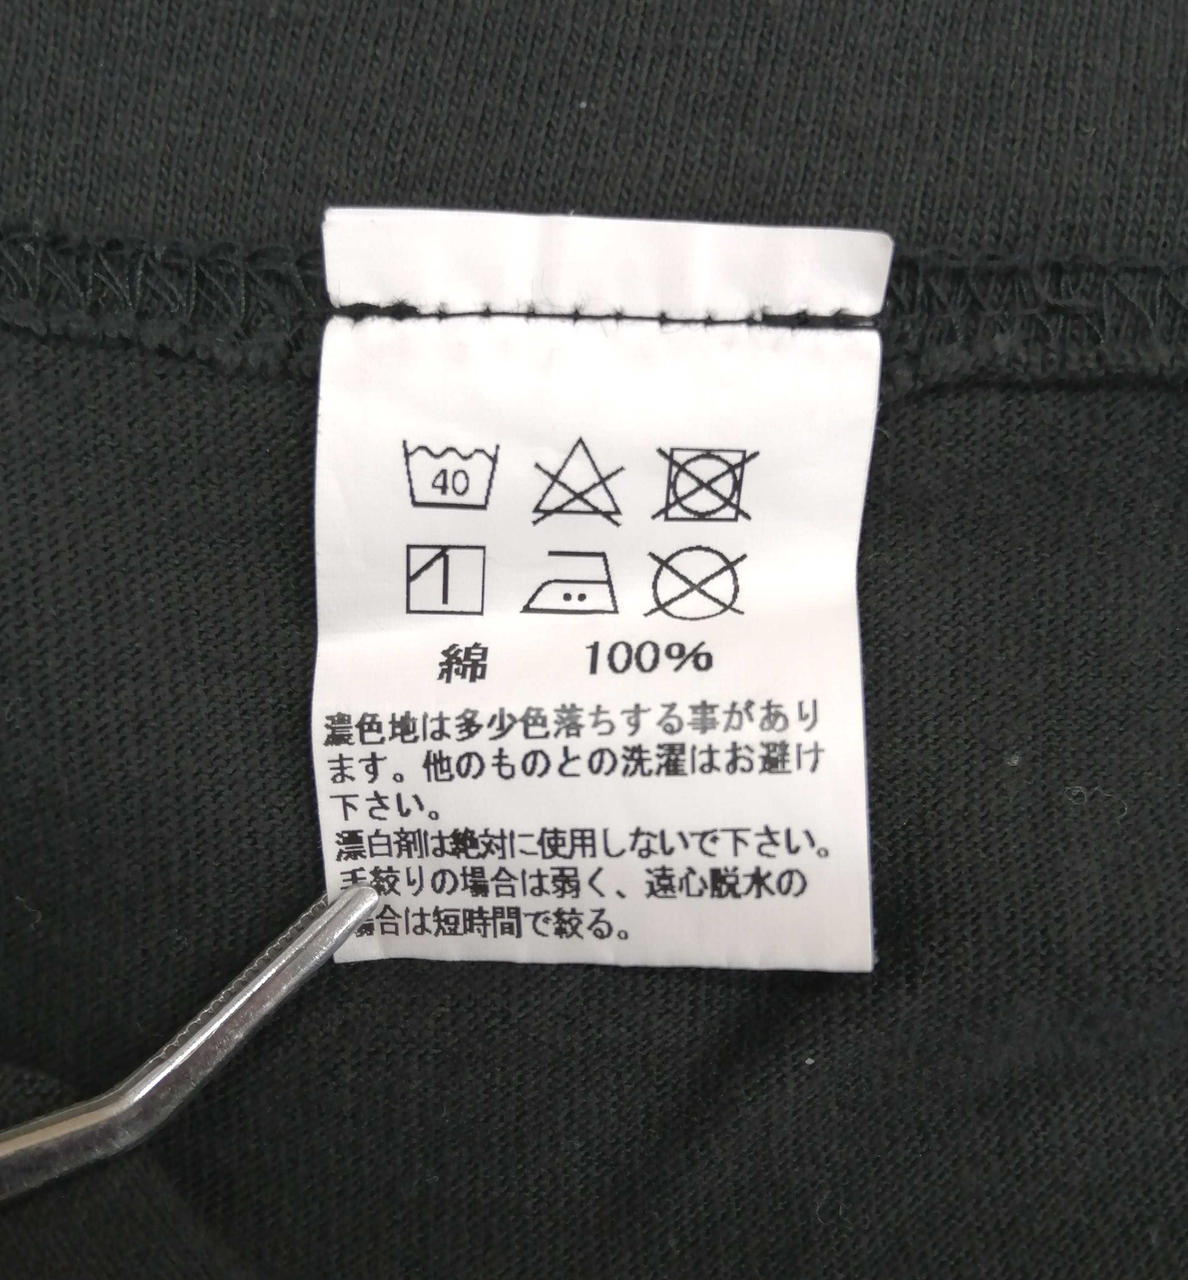 40
綿 100%
濃色地は多少色落ちする事があり
ます。他のものとの洗濯はお避け
下さい。
漂白剤は絶対に使用しないで下さい。
手絞りの場合は弱く、遠心脱水の
場合は短時間で絞る。